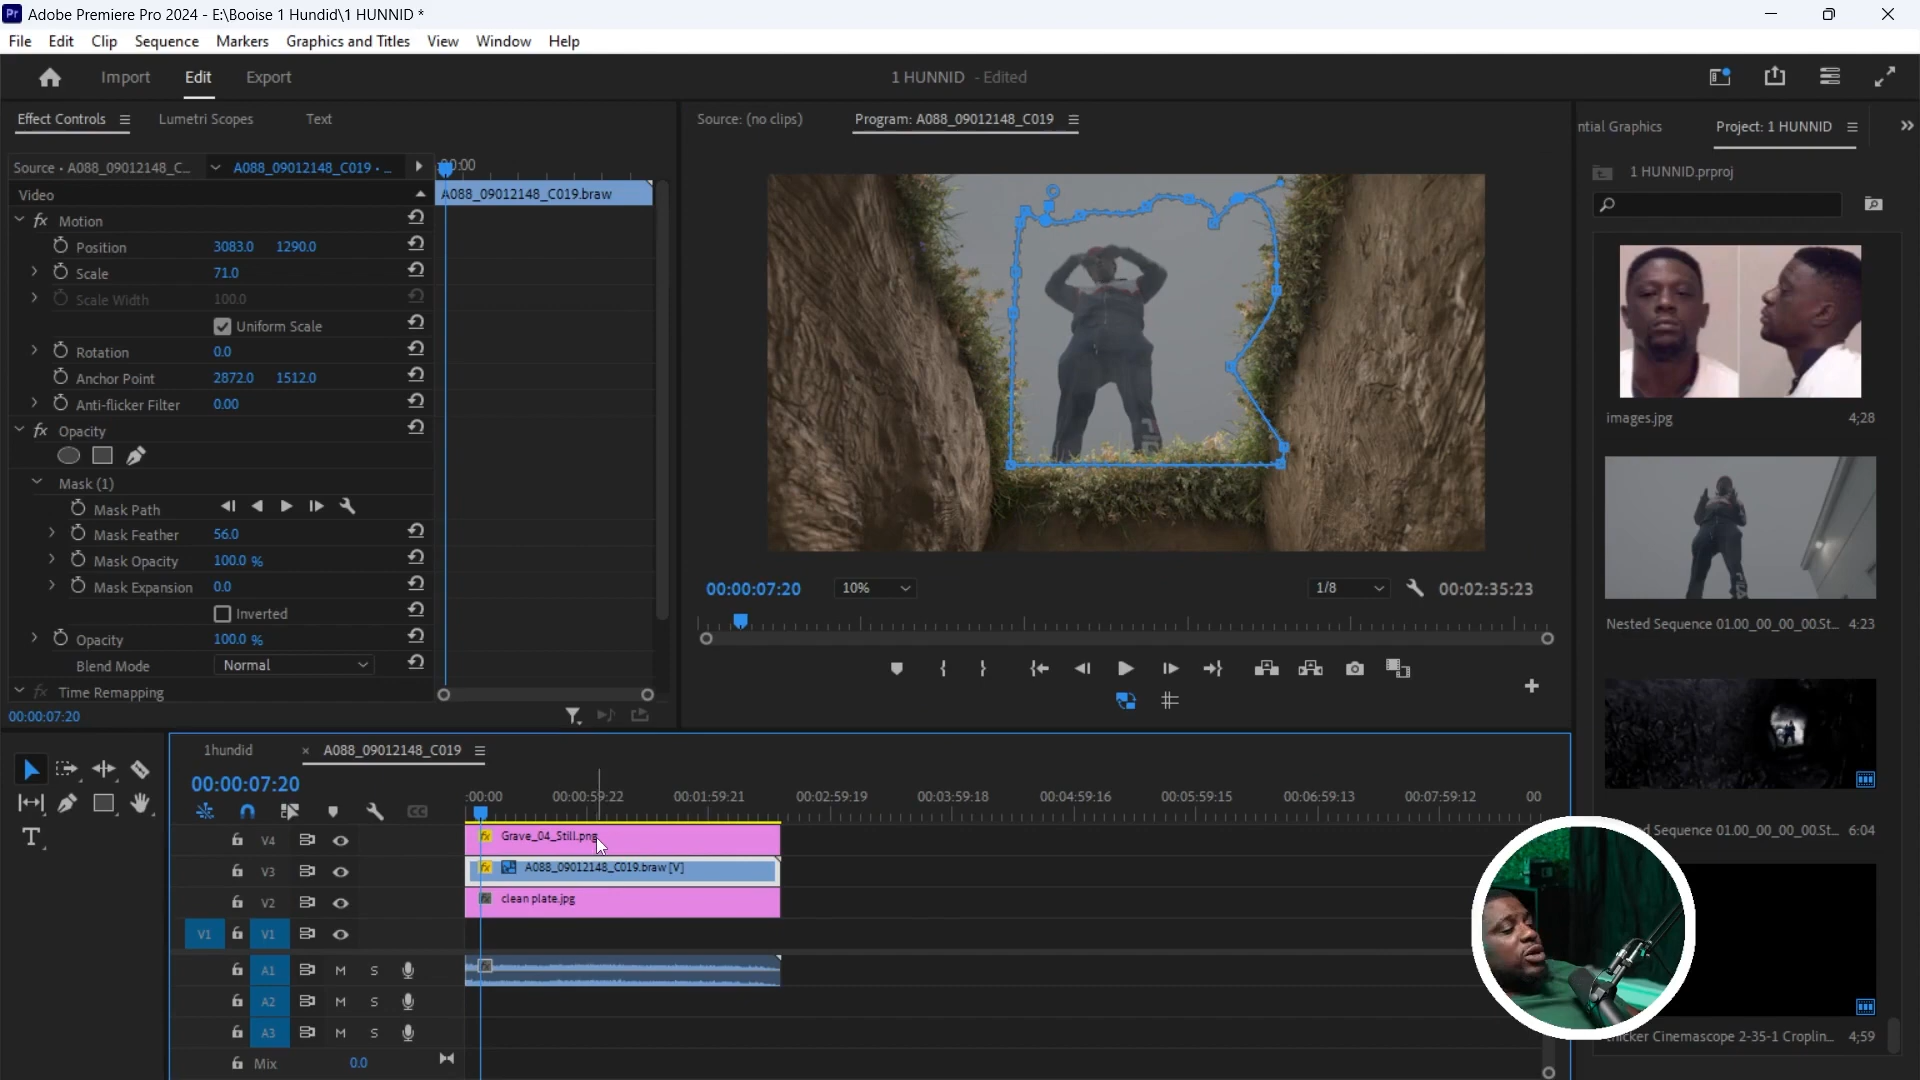 Adobe Premiere Pro 2024 - E:\Booise 1 Hundid\1 HUNNID *
File Edit Clip Sequence Markers Graphics and Titles View Window Help
Import Edit Export
1 HUNNID - Edited
Effect Controls Lumetri Scopes Text
Source: (no clips) Program: A088_09012148_C019
ntial Graphics Project: 1 HUNNID
Source • A088_09012148_C... A088_09012148_C019 • ...
:00:00
1 HUNNID.prproj
Video
A088_09012148_C019.braw
fx Motion
Position 3083.0 1290.0
Scale 71.0
Scale Width 100.0
Uniform Scale
Rotation 0.0
Anchor Point 2872.0 1512.0
Anti-flicker Filter 0.00
fx Opacity
Mask (1)
Mask Path
Mask Feather 56.0
Mask Opacity 100.0 %
Mask Expansion 0.0
Inverted
Opacity 100.0 %
Blend Mode Normal
fx Time Remapping
00:00:07:20
00:00:07:20 10% 1/8 00:02:35:23
images.jpg 4;28
Nested Sequence 01.00_00_00_00.St... 4:23
d Sequence 01.00_00_00_00.St... 6:04
hicker Cinemascope 2-35-1 Croplin... 4;59
1hundid × A088_09012148_C019
00:00:07:20
:00:00 00:00:59:22 00:01:59:21 00:02:59:19 00:03:59:18 00:04:59:16 00:05:59:15 00:06:59:13 00:07:59:12 00
V4 fx Grave_04_Still.png
V3 fx A088_09012148_C019.braw [V]
V2 fx clean plate.jpg
V1 V1
A1 M S fx
A2 M S
A3 M S
Mix 0.0